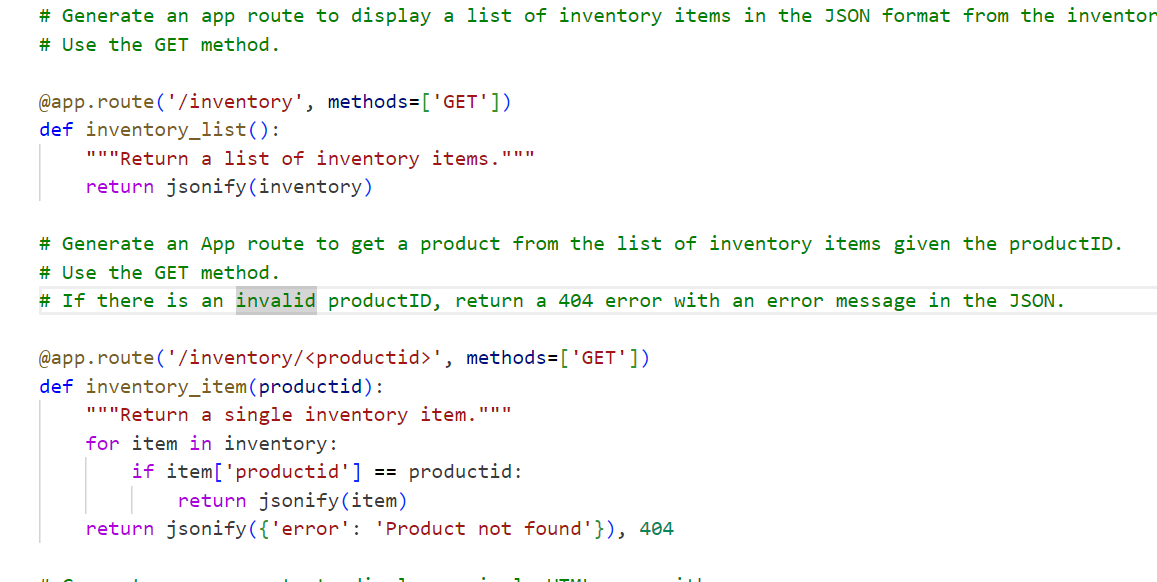 # Generate an app route to display a list of inventory items in the JSON format from the
# Use the GET method.
@app.route('/inventory', methods=['GET'])
def inventory_list():
"""Return a list of inventory items."""
return jsonify(inventory)
# Generate an App route to get a product from the list of inventory items given the productID.
# Use the GET method.
# If there is an invalid productID, return a 404 error with an error message in the JSON.
@app.route('/inventory/<productid>', methods=['GET'])
def inventory_item(productid):
"""Return a single inventory item."""
for item in inventory:
if item['productid'] == productid:
return jsonify(item)
return jsonify({'error': 'Product not found'}), 404